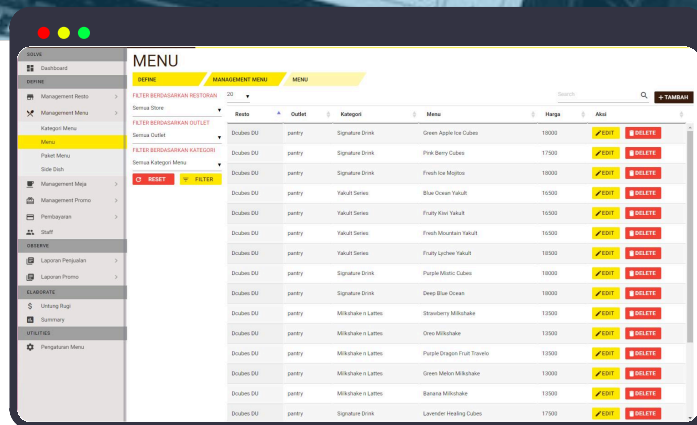 SOLVE
Dashboard
DEFINE
Management Resto
Management Menu
Kategori Menu
Menu
Paket Menu
Side Dish
Management Meja
Management Promo
Pembayaran
Staff
OBSERVE
Laporan Penjualan
Laporan Promo
ELABORATE
Untung Rugi
Summary
UTILITIES
Pengaturan Menu
MENU
DEFINE MANAGEMENT MENU MENU
FILTER BERDASARKAN RESTORAN
Semua Store
FILTER BERDASARKAN OUTLET
Semua Outlet
FILTER BERDASARKAN KATEGORI
Semua Kategori Menu
RESET FILTER
20 Search + TAMBAH
Resto Outlet Kategori Menu Harga Aksi
Dcubes DU pantry Signature Drink Green Apple Ice Cubes 18000 EDIT DELETE
Dcubes DU pantry Signature Drink Pink Berry Cubes 17500 EDIT DELETE
Dcubes DU pantry Signature Drink Fresh Ice Mojitos 18000 EDIT DELETE
Dcubes DU pantry Yakult Series Blue Ocean Yakult 16500 EDIT DELETE
Dcubes DU pantry Yakult Series Fruity Kiwi Yakult 16500 EDIT DELETE
Dcubes DU pantry Yakult Series Fresh Mountain Yakult 16500 EDIT DELETE
Dcubes DU pantry Yakult Series Fruity Lychee Yakult 18500 EDIT DELETE
Dcubes DU pantry Signature Drink Purple Mistic Cubes 18000 EDIT DELETE
Dcubes DU pantry Signature Drink Deep Blue Ocean 18000 EDIT DELETE
Dcubes DU pantry Milkshake n Lattes Strawberry Milkshake 13500 EDIT DELETE
Dcubes DU pantry Milkshake n Lattes Oreo Milkshake 13500 EDIT DELETE
Dcubes DU pantry Milkshake n Lattes Purple Dragon Fruit Travelo 13500 EDIT DELETE
Dcubes DU pantry Milkshake n Lattes Green Melon Milkshake 13000 EDIT DELETE
Dcubes DU pantry Milkshake n Lattes Banana Milkshake 13500 EDIT DELETE
Dcubes DU pantry Signature Drink Lavender Healing Cubes 17500 EDIT DELETE